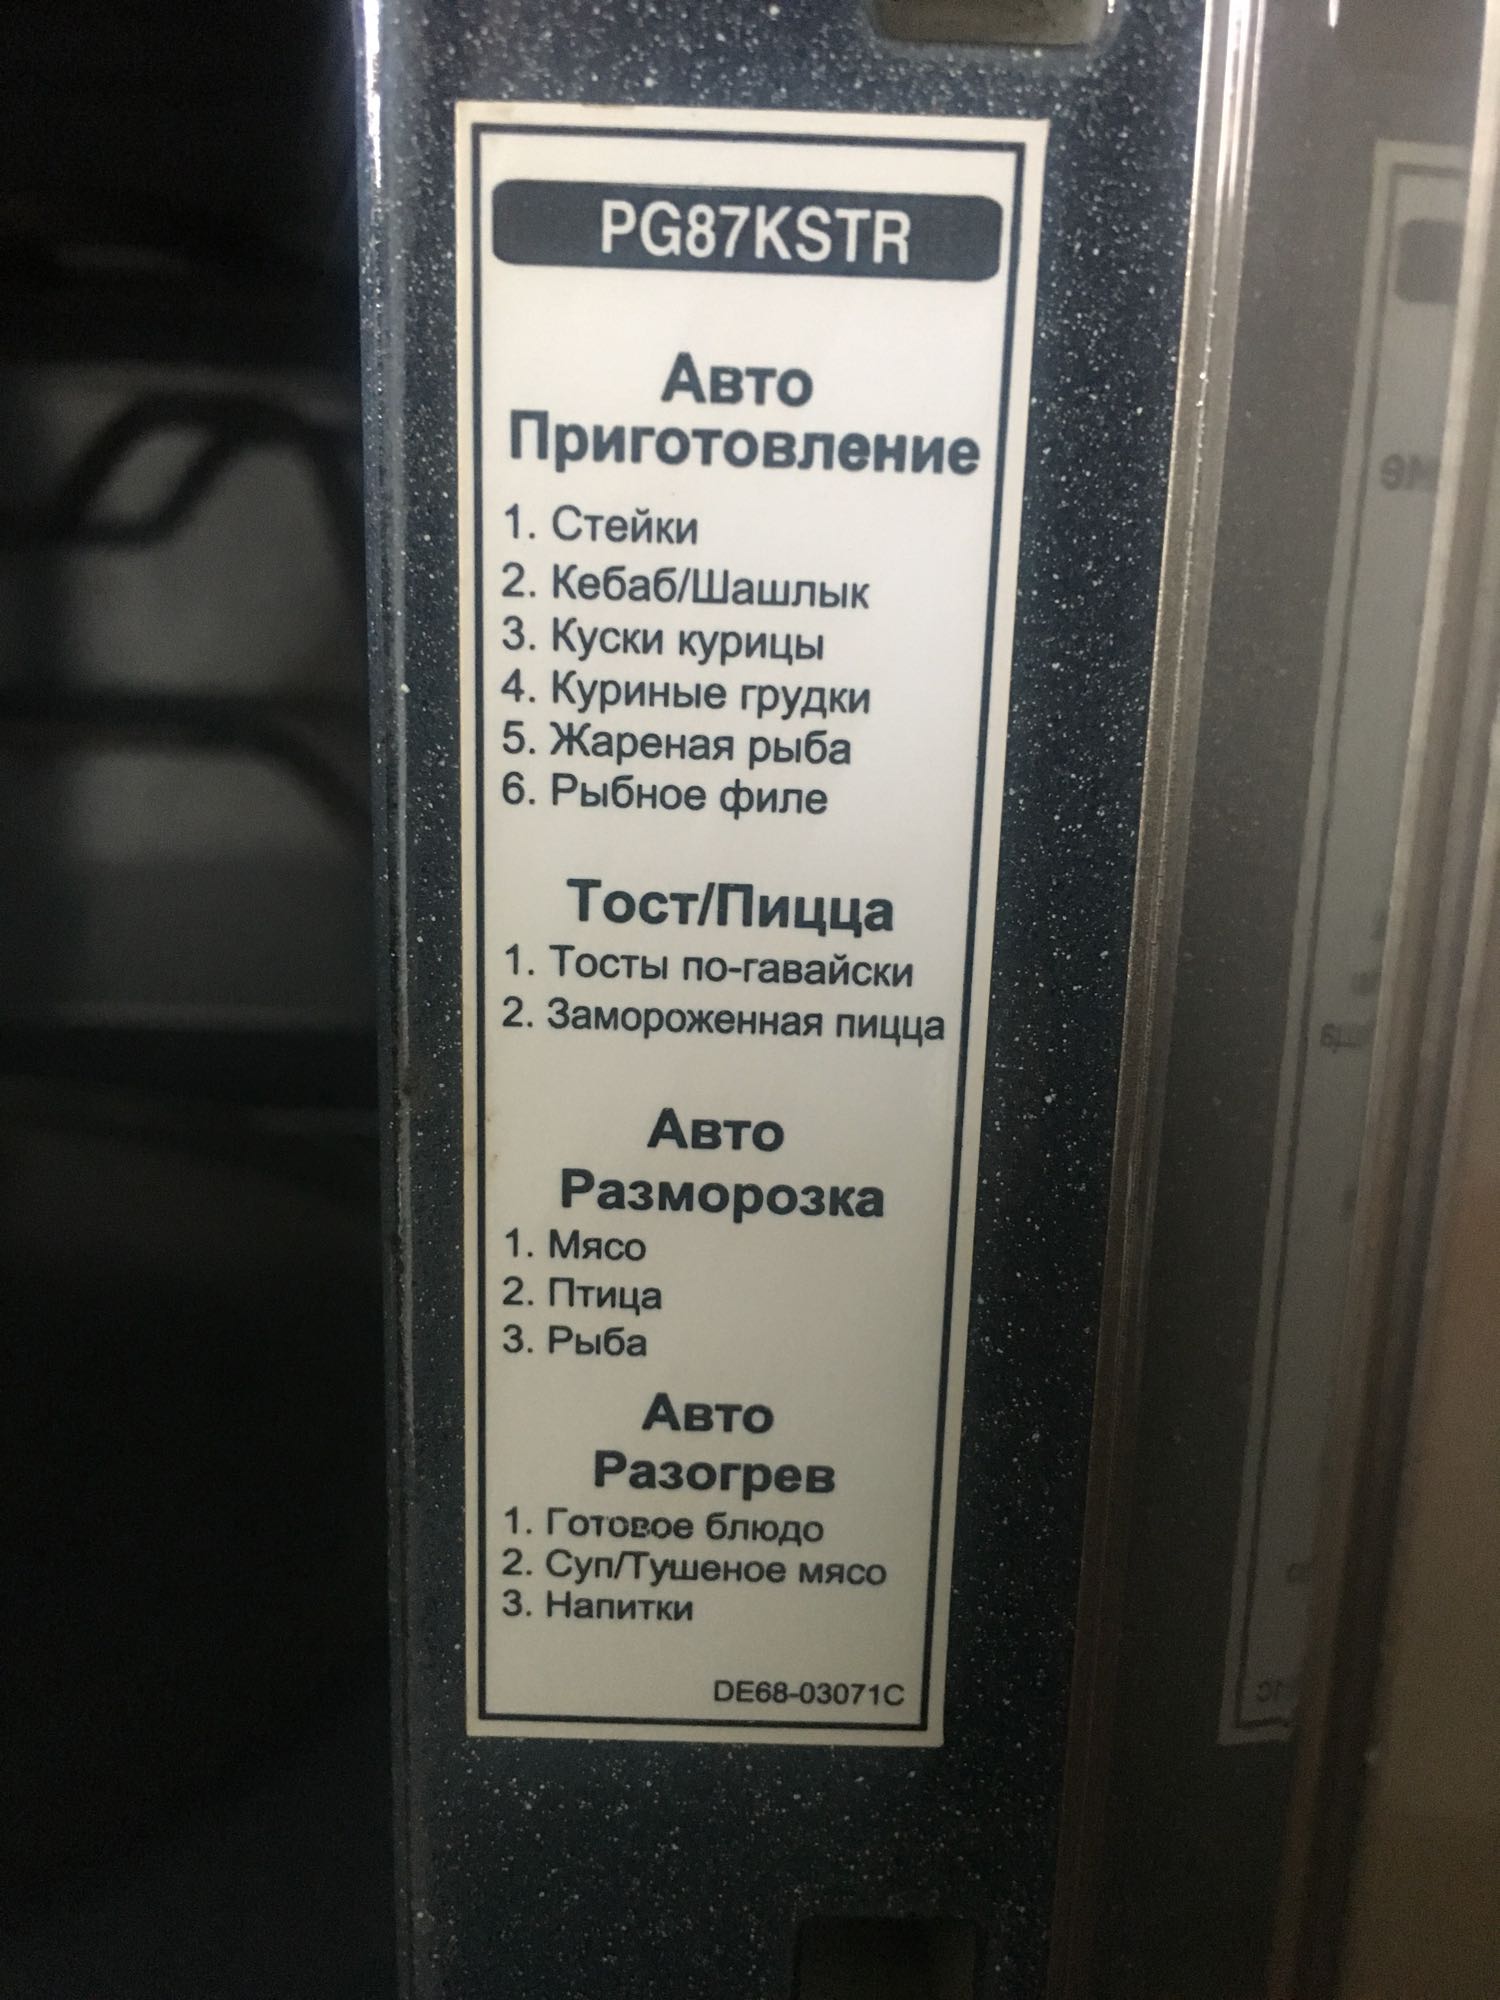 PG87KSTR
Авто
Приготовление
1. Стейки
2. Кебаб/Шашлык
3. Куски курицы
4. Куриные грудки
5. Жареная рыба
6. Рыбное филе
Тост/Пицца
1. Тосты по-гавайски
2. Замороженная пицца
Авто
Разморозка
1. Мясо
2. Птица
3. Рыба
Авто
Разогрев
1. Готовое блюдо
2. Суп/Тушеное мясо
3. Напитки
DE68-03071C